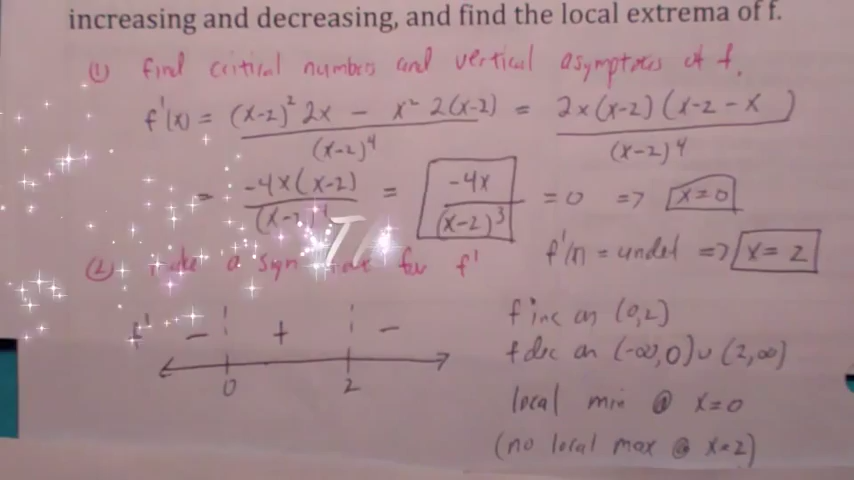 increasing and decreasing, and find the local extrema of f.
(1) find critical numbers and vertical asymptotes of f.
f'(x) = (x-2)² 2x - x² 2(x-2) / (x-2)⁴ = 2x(x-2)(x-2-x) / (x-2)⁴
= -4x(x-2) / (x-2)⁴ = -4x / (x-2)³ = 0 => x=0
TA
f'(x) = undef => x = 2
(2) a sign for f'
f' - + -
0 2
f inc on (0,2)
f dec on (-∞,0)∪(2,∞)
local min @ x=0
(no local max @ x=2)